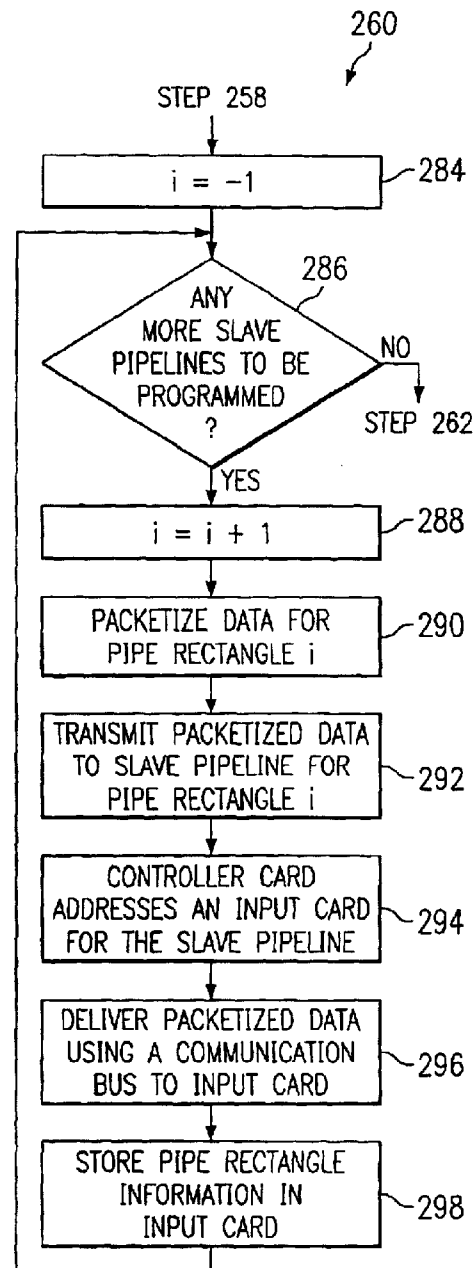 260
STEP 258
i = -1
284
286
ANY
MORE SLAVE
PIPELINES TO BE
PROGRAMMED
?
NO
STEP 262
YES
i = i + 1
288
PACKETIZE DATA FOR
PIPE RECTANGLE i
290
TRANSMIT PACKETIZED DATA
TO SLAVE PIPELINE FOR
PIPE RECTANGLE i
292
CONTROLLER CARD
ADDRESSES AN INPUT CARD
FOR THE SLAVE PIPELINE
294
DELIVER PACKETIZED DATA
USING A COMMUNICATION
BUS TO INPUT CARD
296
STORE PIPE RECTANGLE
INFORMATION IN
INPUT CARD
298